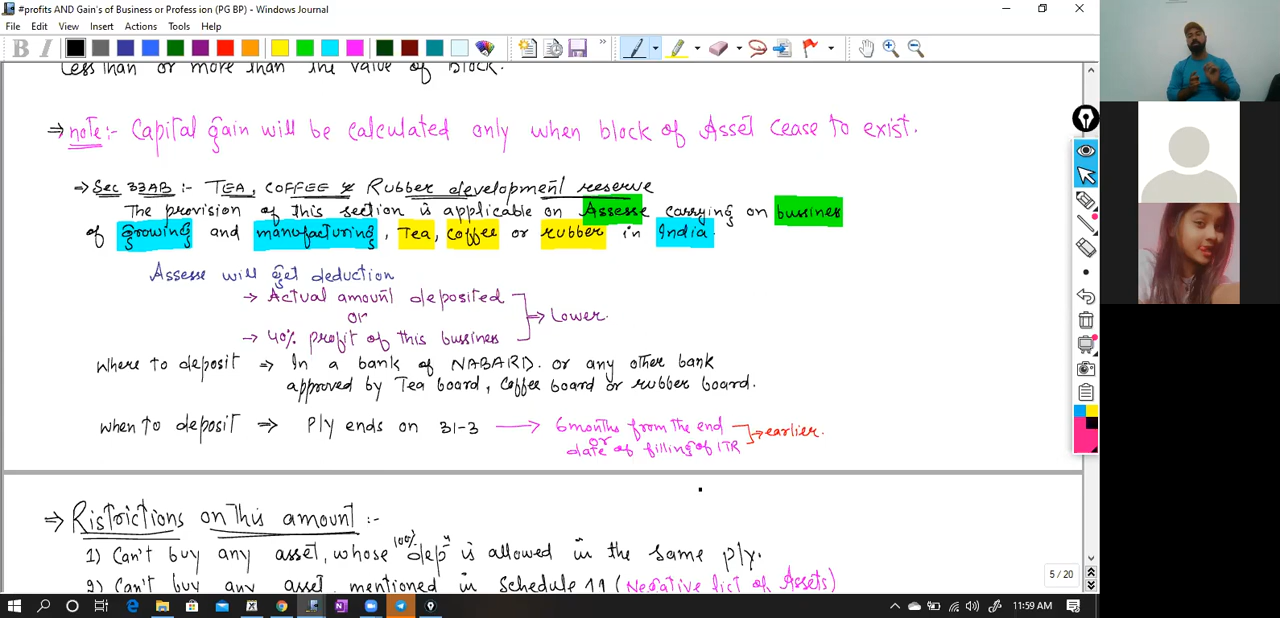 #profits AND Gain's of Business or Profess ion (PG BP) - Windows Journal
File Edit View Insert Actions Tools Help
B I
Less than or more than the value of block.
⇒ note:- Capital gain will be calculated only when block of Asset cease to exist.
⇒ Sec 33AB :- TEA, COFFEE & Rubber development reserve
The provision of this section is applicable on Assesse carrying on bussines
of growing and manufacturing, Tea, Coffee or rubber in India.
Assesse will get deduction
→ Actual amount deposited
or
⇒ Lower.
→ 40% profit of this bussines
Where to deposit ⇒ In a bank of NABARD. or any other bank
approved by Tea board, Coffee board or rubber board.
When to deposit ⇒ Ply ends on 31-3 → 6 months from the end
or
→ earlier.
date of filling of ITR
⇒ Ristrictions on this amount :-
1) Can't buy any asset, whose 100% depⁿ is allowed in the same ply.
2) Can't buy any asset mentioned in Schedule 11 (Negative list of Assets)
5 / 20
11:59 AM